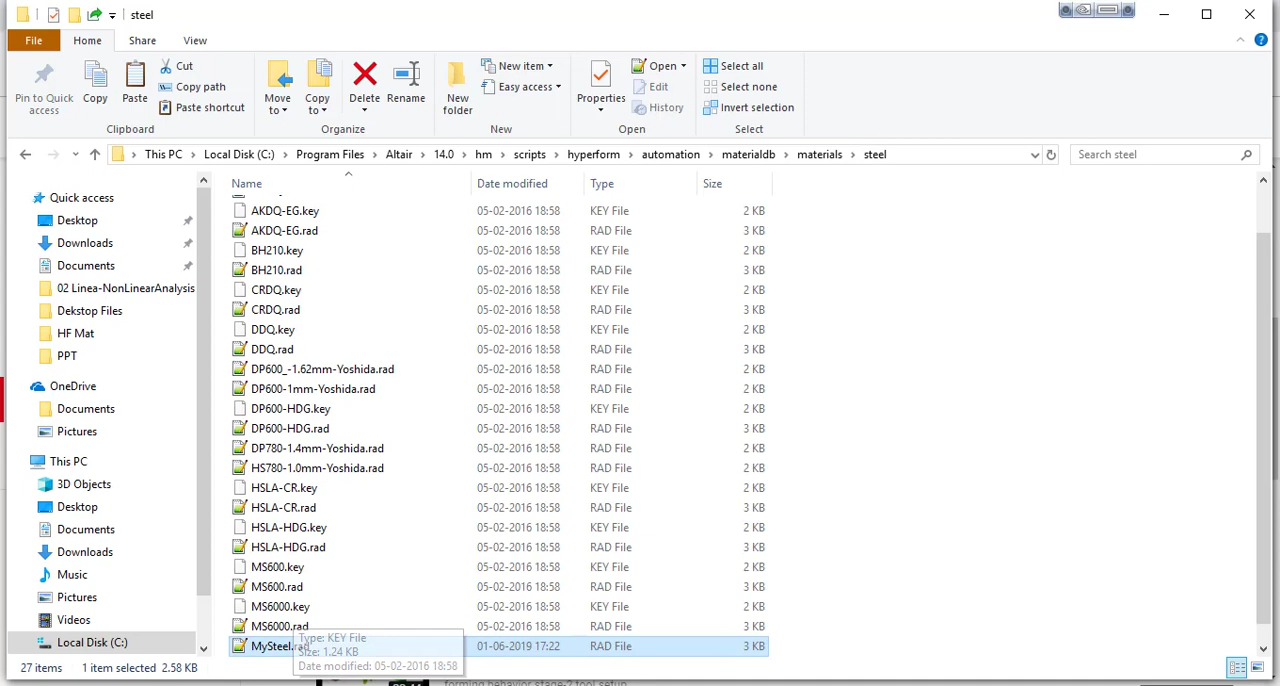 steel
File Home Share View
Pin to Quick access
Copy
Paste
Cut
Copy path
Paste shortcut
Clipboard
Move to
Copy to
Delete
Rename
Organize
New folder
New item
Easy access
New
Properties
Open
Edit
History
Open
Select all
Select none
Invert selection
Select
This PC > Local Disk (C:) > Program Files > Altair > 14.0 > hm > scripts > hyperform > automation > materialdb > materials > steel
Search steel
Quick access
Desktop
Downloads
Documents
02 Linea-NonLinearAnalysis
Dekstop Files
HF Mat
PPT
OneDrive
Documents
Pictures
This PC
3D Objects
Desktop
Documents
Downloads
Music
Pictures
Videos
Local Disk (C:)
Name Date modified Type Size
AKDQ-EG.key 05-02-2016 18:58 KEY File 2 KB
AKDQ-EG.rad 05-02-2016 18:58 RAD File 3 KB
BH210.key 05-02-2016 18:58 KEY File 2 KB
BH210.rad 05-02-2016 18:58 RAD File 3 KB
CRDQ.key 05-02-2016 18:58 KEY File 2 KB
CRDQ.rad 05-02-2016 18:58 RAD File 3 KB
DDQ.key 05-02-2016 18:58 KEY File 2 KB
DDQ.rad 05-02-2016 18:58 RAD File 3 KB
DP600_-1.62mm-Yoshida.rad 05-02-2016 18:58 RAD File 3 KB
DP600-1mm-Yoshida.rad 05-02-2016 18:58 RAD File 3 KB
DP600-HDG.key 05-02-2016 18:58 KEY File 2 KB
DP600-HDG.rad 05-02-2016 18:58 RAD File 3 KB
DP780-1.4mm-Yoshida.rad 05-02-2016 18:58 RAD File 3 KB
HS780-1.0mm-Yoshida.rad 05-02-2016 18:58 RAD File 3 KB
HSLA-CR.key 05-02-2016 18:58 KEY File 2 KB
HSLA-CR.rad 05-02-2016 18:58 RAD File 3 KB
HSLA-HDG.key 05-02-2016 18:58 KEY File 2 KB
HSLA-HDG.rad 05-02-2016 18:58 RAD File 3 KB
MS600.key 05-02-2016 18:58 KEY File 2 KB
MS600.rad 05-02-2016 18:58 RAD File 3 KB
MS6000.key 05-02-2016 18:58 KEY File 2 KB
MS6000.rad 05-02-2016 18:58 RAD File 3 KB
MySteel.rad 01-06-2019 17:22 RAD File 3 KB
Type: KEY File
Size: 1.24 KB
Date modified: 05-02-2016 18:58
27 items 1 item selected 2.58 KB